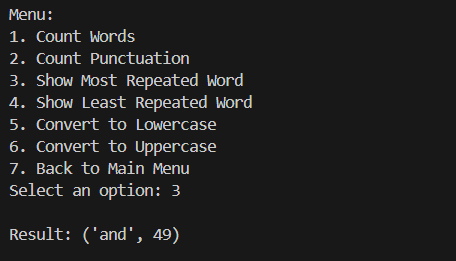 Menu:
1. Count Words
2. Count Punctuation
3. Show Most Repeated Word
4. Show Least Repeated Word
5. Convert to Lowercase
6. Convert to Uppercase
7. Back to Main Menu
Select an option: 3
Result: ('and', 49)